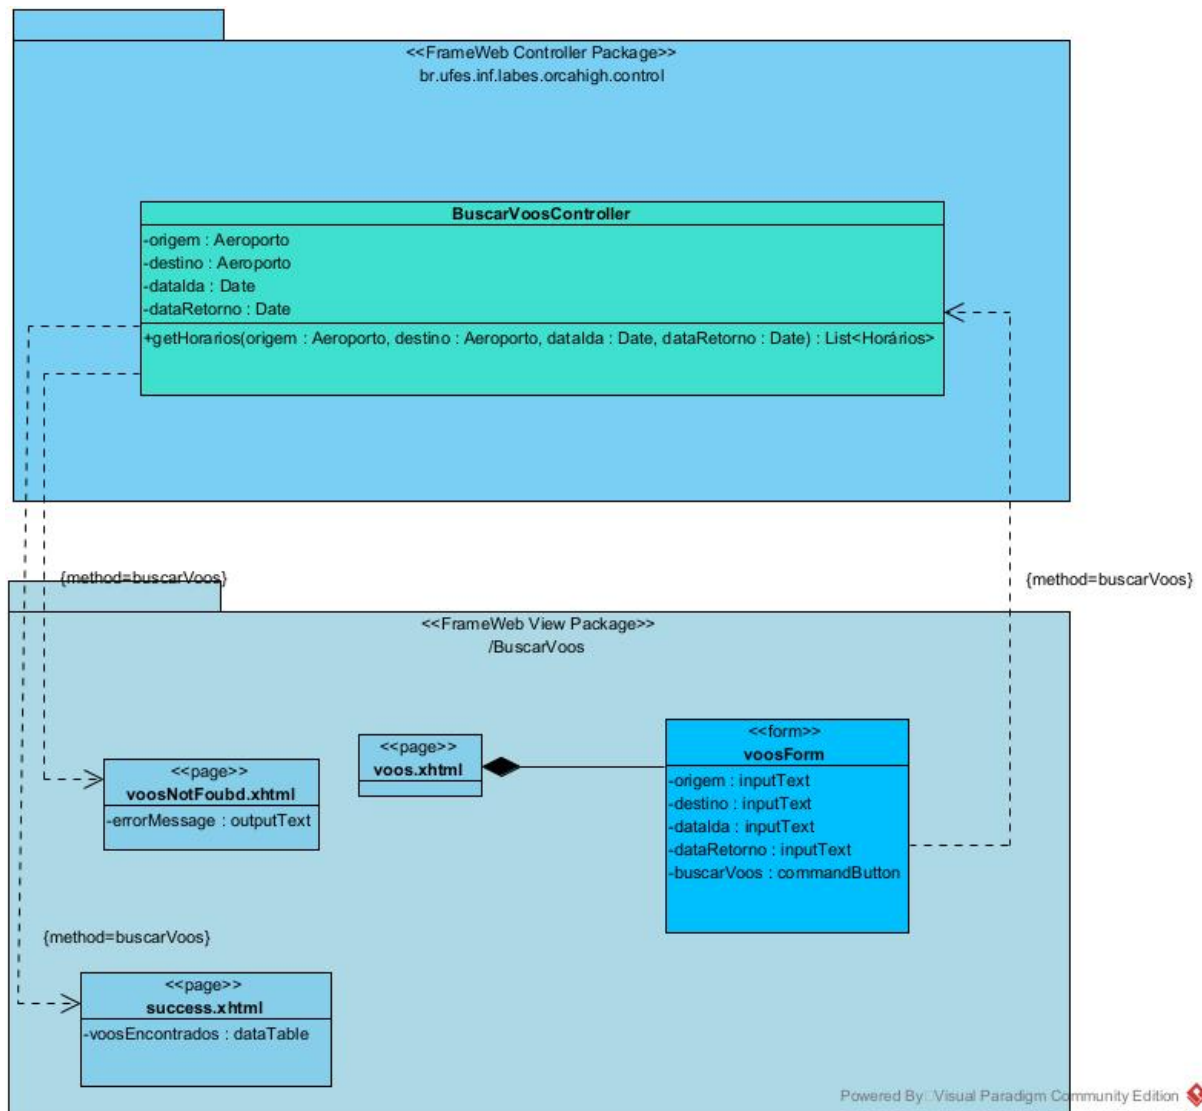 <<FrameWeb Controller Package>>
br.ufes.inf.labes.orcahigh.control
BuscarVoosController
-origem : Aeroporto
-destino : Aeroporto
-dataIda : Date
-dataRetorno : Date
+getHorarios(origem : Aeroporto, destino : Aeroporto, dataIda : Date, dataRetorno : Date) : List<Horários>
{method=buscarVoos}
{method=buscarVoos}
<<FrameWeb View Package>>
/BuscarVoos
<<page>>
voosNotFoubd.xhtml
-errorMessage : outputText
<<page>>
voos.xhtml
<<form>>
voosForm
-origem : inputText
-destino : inputText
-dataIda : inputText
-dataRetorno : inputText
-buscarVoos : commandButton
{method=buscarVoos}
<<page>>
success.xhtml
-voosEncontrados : dataTable
Powered By Visual Paradigm Community Edition